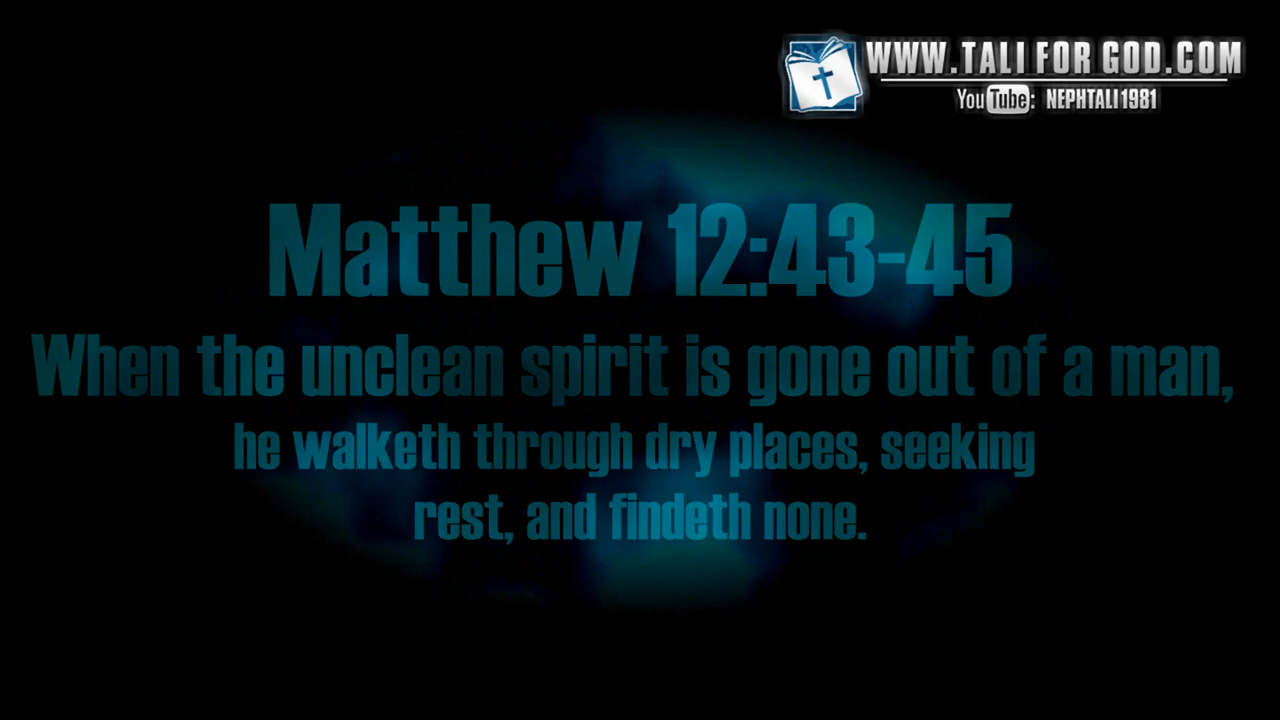 WWW.TALI FOR GOD.COM
YouTube: NEPHTALI1981
Matthew 12:43-45
When the unclean spirit is gone out of a man,
he walketh through dry places, seeking
rest, and findeth none.